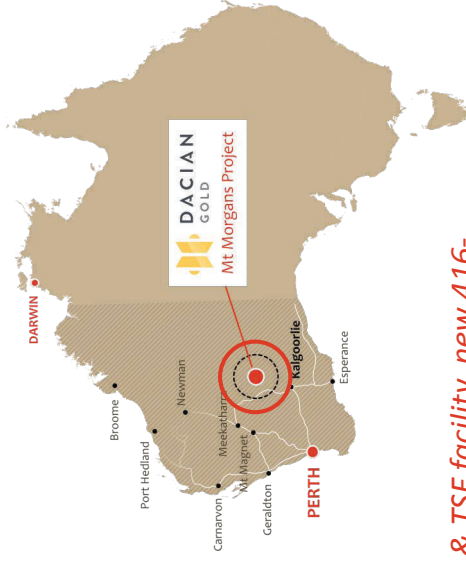 DARWIN
Broome
Port Hedland
Newman
Carnarvon
Meekatharra
Mt Magnet
Geraldton
PERTH
Kalgoorlie
Esperance
DACIAN
GOLD
Mt Morgans Project
& TSF facility, new 416-